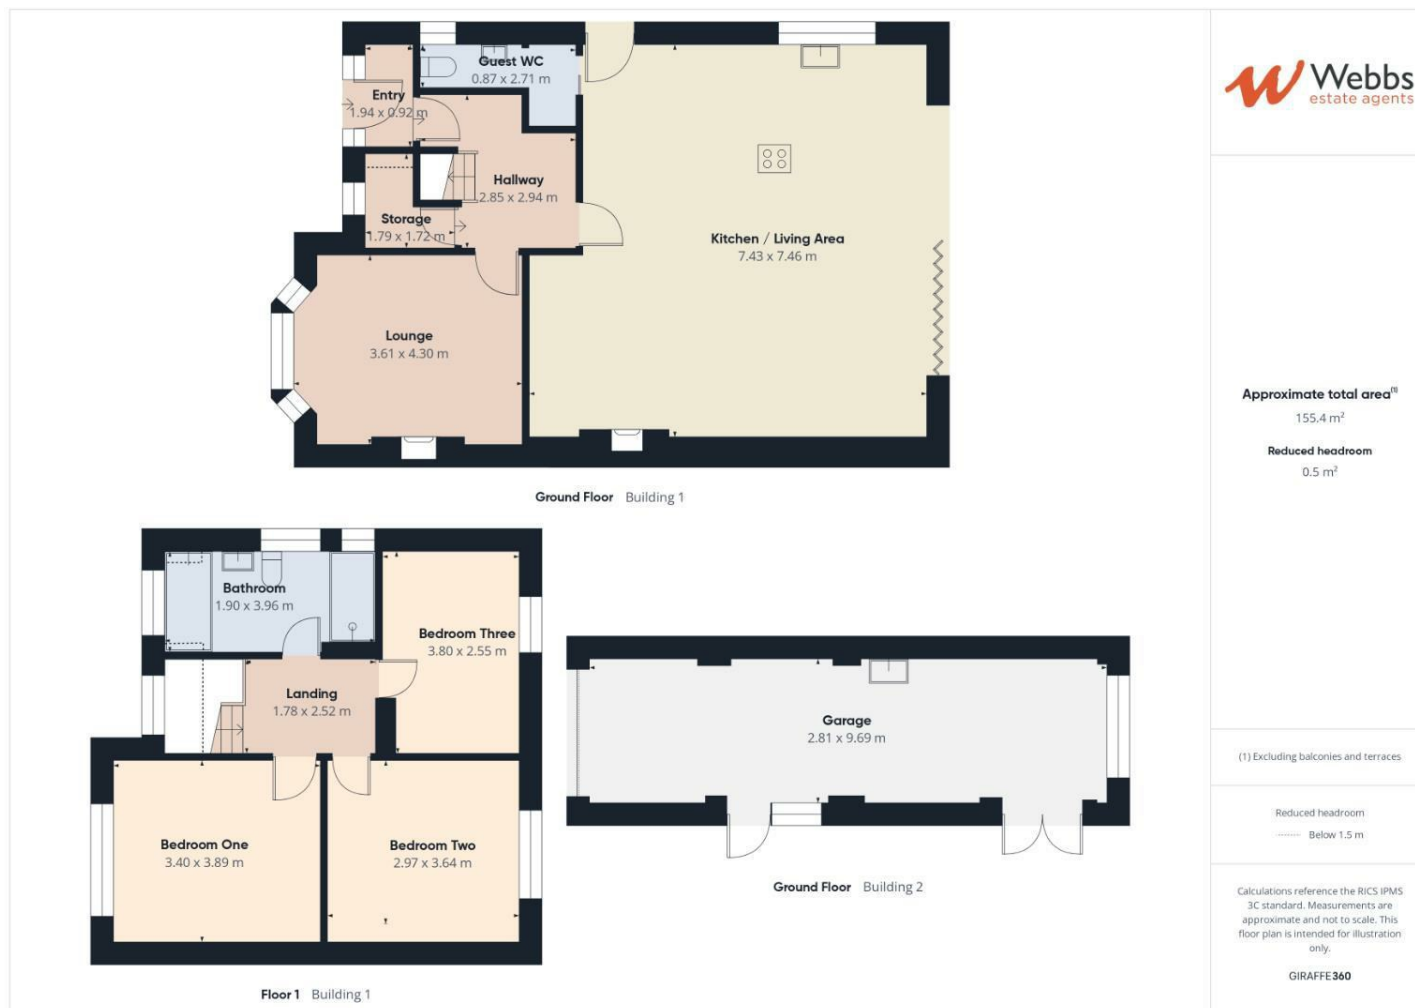 Guest WC
0.87 x 2.71 m
Entry
1.94 x 0.92 m
Hallway
2.85 x 2.94 m
Storage
1.79 x 1.72 m
Kitchen / Living Area
7.43 x 7.46 m
Lounge
3.61 x 4.30 m
Ground Floor Building 1
Bathroom
1.90 x 3.96 m
Bedroom Three
3.80 x 2.55 m
Landing
1.78 x 2.52 m
Bedroom One
3.40 x 3.89 m
Bedroom Two
2.97 x 3.64 m
Floor 1 Building 1
Garage
2.81 x 9.69 m
Ground Floor Building 2
Webbs
estate agents
Approximate total area(1)
155.4 m²
Reduced headroom
0.5 m²
(1) Excluding balconies and terraces
Reduced headroom
Below 1.5 m
Calculations reference the RICS IPMS
3C standard. Measurements are
approximate and not to scale. This
floor plan is intended for illustration
only.
GIRAFFE360